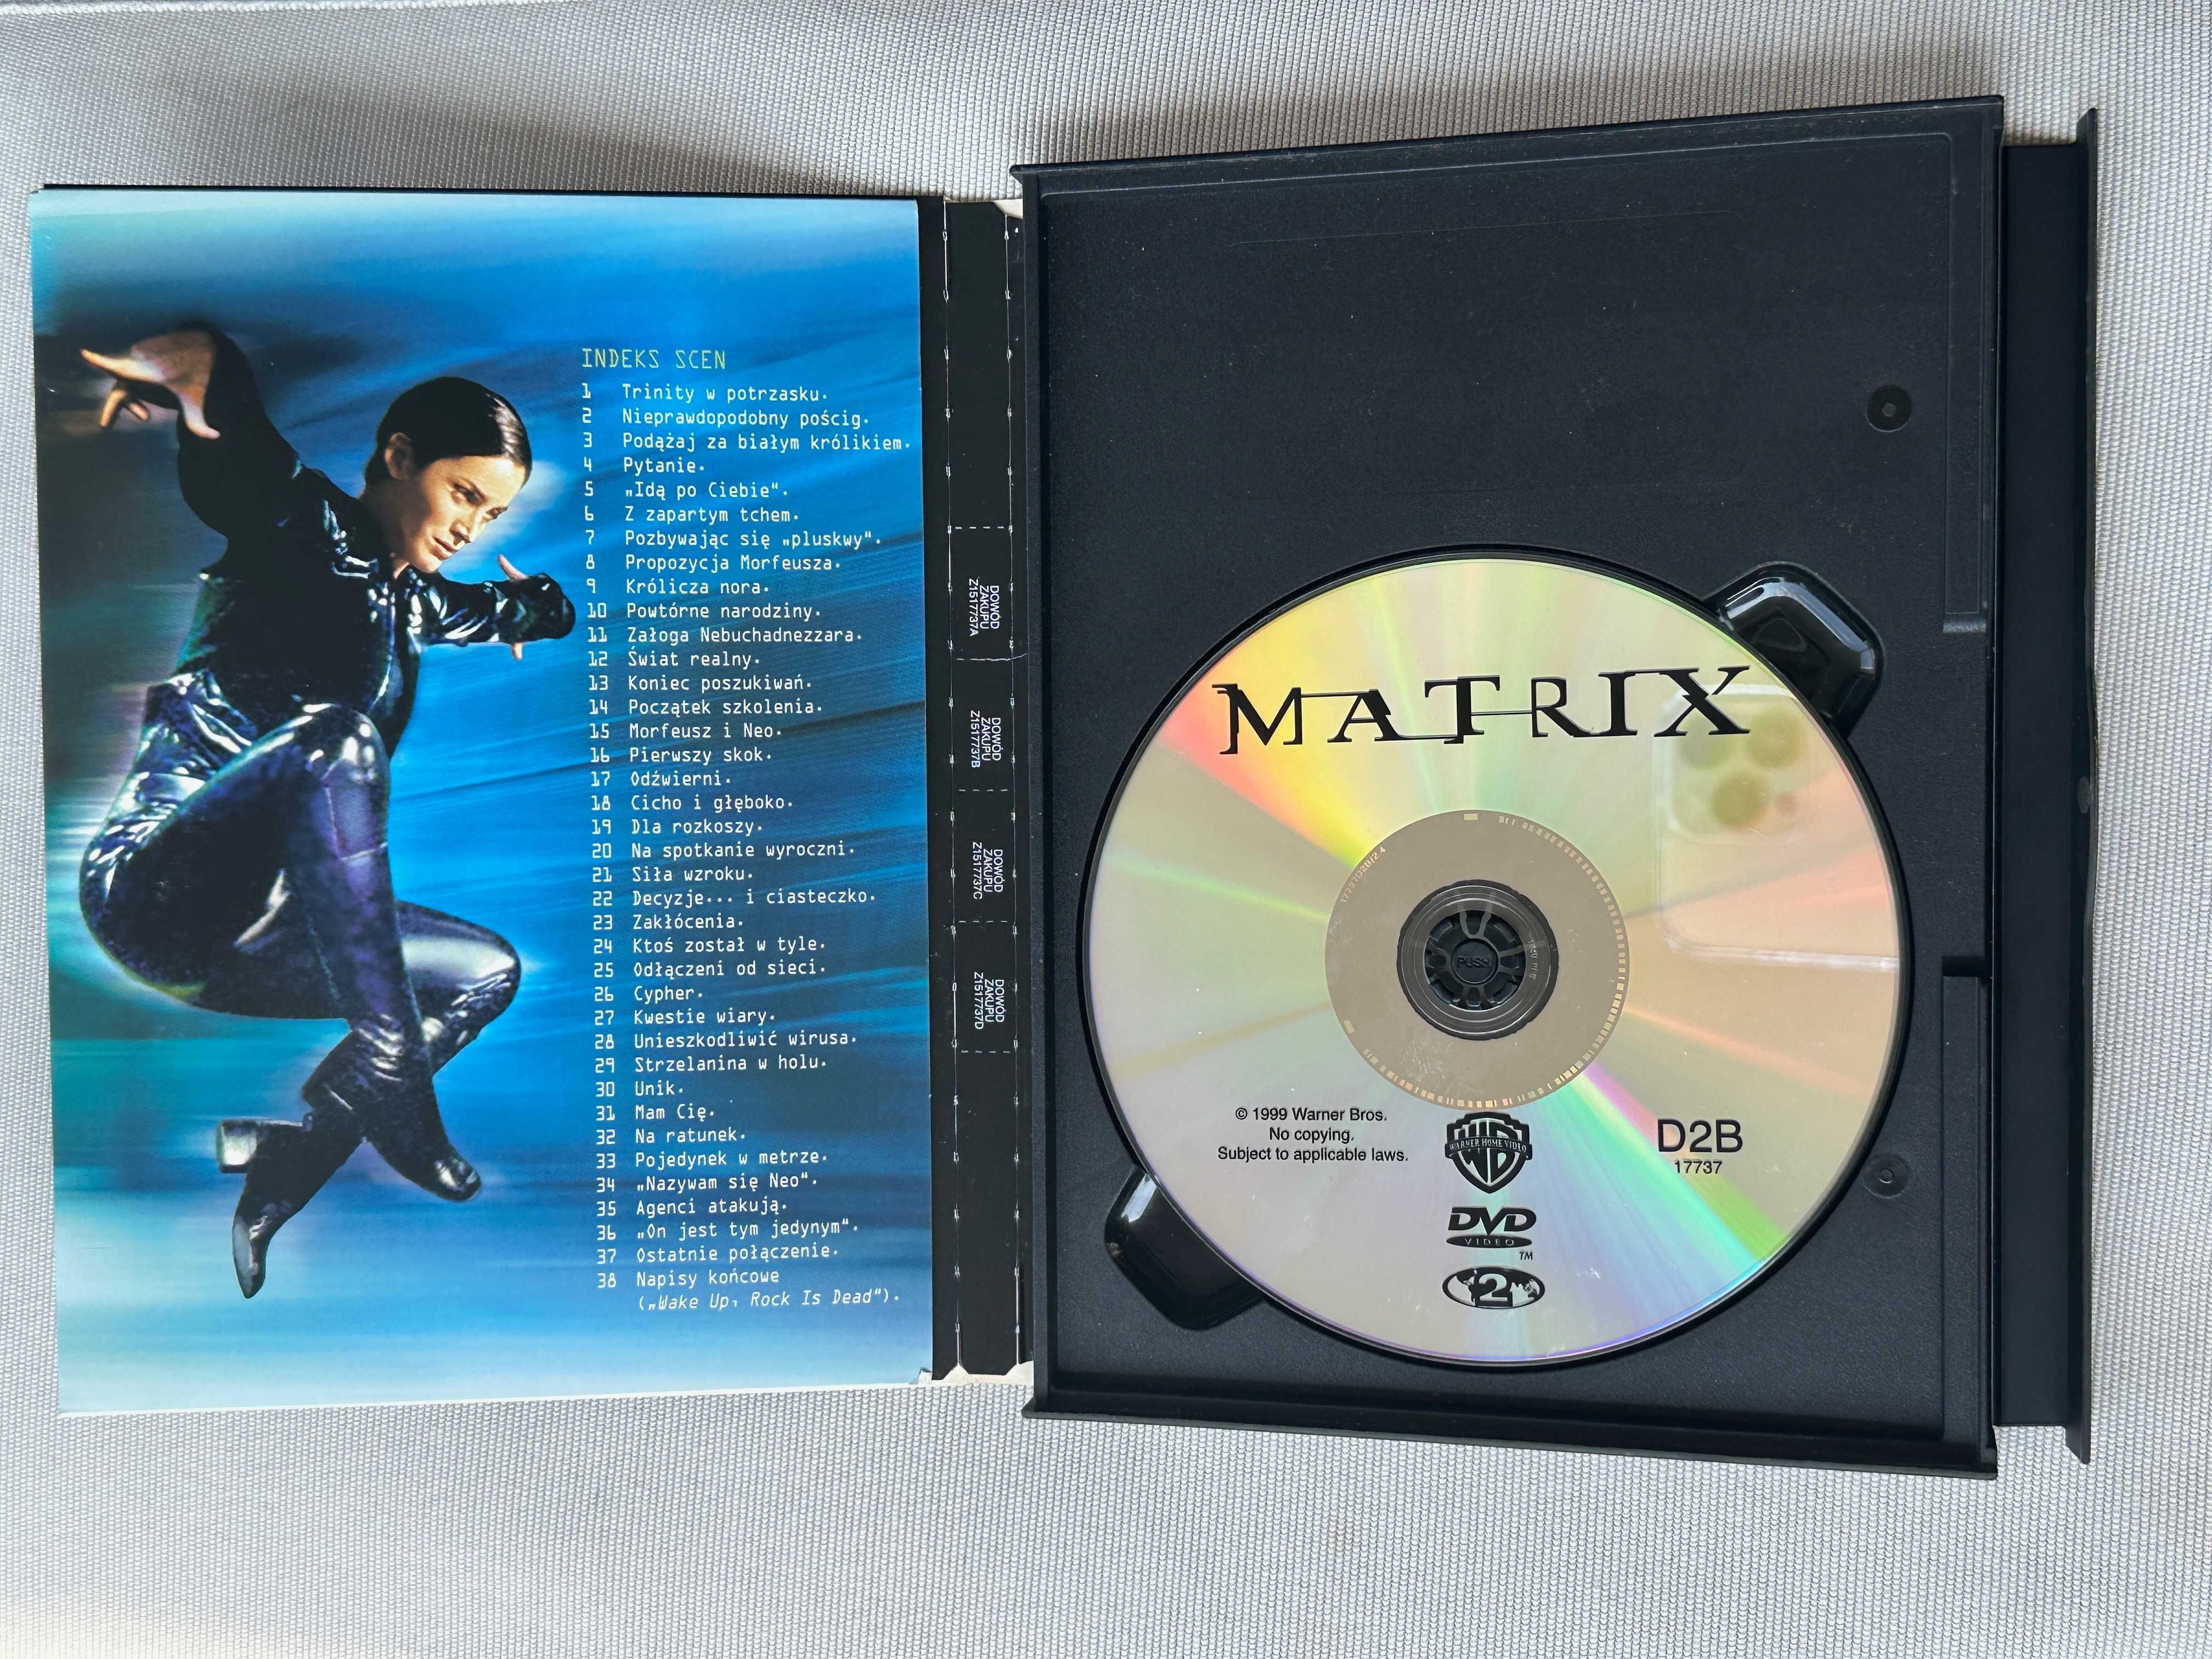 INDEKS SCEN
1 Trinity w potrzasku.
2 Nieprawdopodobny pościg.
3 Podążaj za białym królikiem.
4 Pytanie.
5 „Idą po Ciebie“.
6 Z zapartym tchem.
7 Pozbywając się „pluskwy“.
8 Propozycja Morfeusza.
9 Królicza nora.
10 Powtórne narodziny.
11 Załoga Nebuchadnezzara.
12 Świat realny.
13 Koniec poszukiwań.
14 Początek szkolenia.
15 Morfeusz i Neo.
16 Pierwszy skok.
17 Odźwierni.
18 Cicho i głęboko.
19 Dla rozkoszy.
20 Na spotkanie wyroczni.
21 Siła wzroku.
22 Decyzje... i ciasteczko.
23 Zakłócenia.
24 Ktoś został w tyle.
25 Odłączeni od sieci.
26 Cypher.
27 Kwestie wiary.
28 Unieszkodliwić wirusa.
29 Strzelanina w holu.
30 Unik.
31 Mam Cię.
32 Na ratunek.
33 Pojedynek w metrze.
34 „Nazywam się Neo“.
35 Agenci atakują.
36 „On jest tym jedynym“.
37 Ostatnie połączenie.
38 Napisy końcowe
(„Wake Up, Rock Is Dead“).
DOWÓD
ZAKUPU
Z1517737A
DOWÓD
ZAKUPU
Z1517737B
DOWÓD
ZAKUPU
Z1517737C
DOWÓD
ZAKUPU
Z1517737D
MATRIX
PUSH
© 1999 Warner Bros.
No copying.
Subject to applicable laws.
WARNER HOME VIDEO
D2B
17737
DVD
VIDEO
TM
2